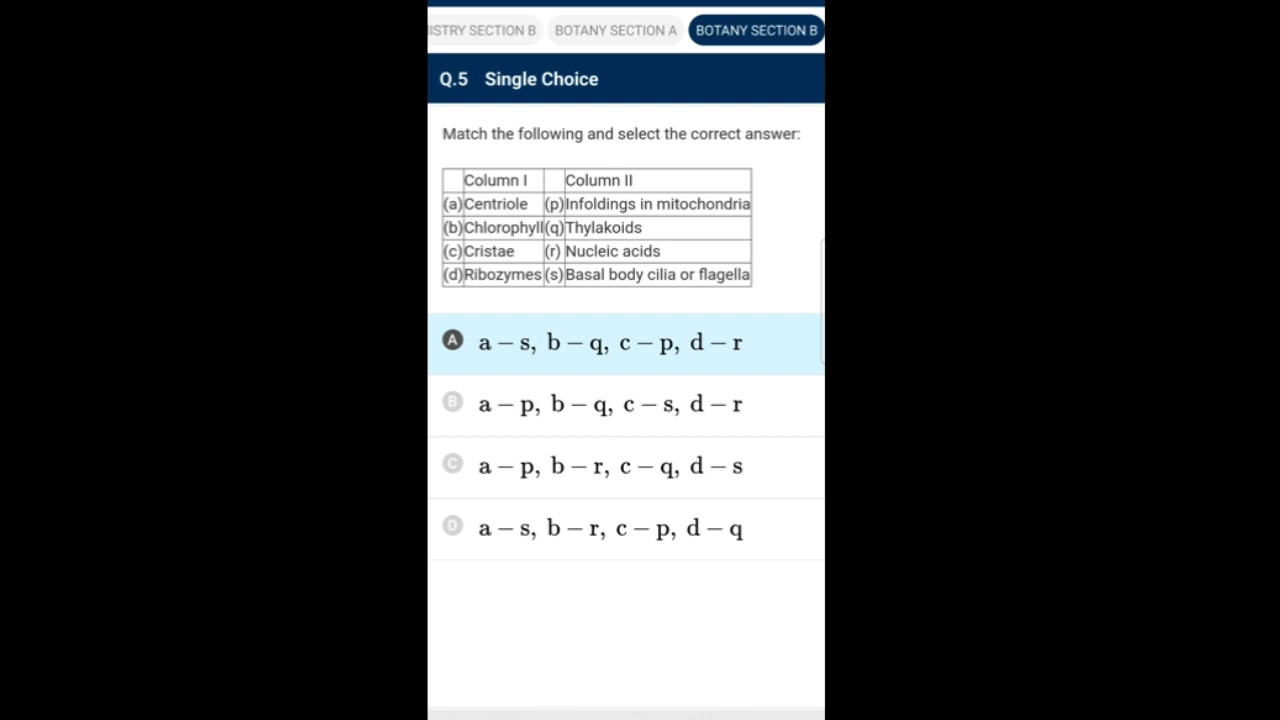 ISTRY SECTION B BOTANY SECTION A BOTANY SECTION B
Q.5 Single Choice
Match the following and select the correct answer:
Column I Column II
(a) Centriole (p) Infoldings in mitochondria
(b) Chlorophyll (q) Thylakoids
(c) Cristae (r) Nucleic acids
(d) Ribozymes (s) Basal body cilia or flagella
A a – s, b – q, c – p, d – r
B a – p, b – q, c – s, d – r
C a – p, b – r, c – q, d – s
D a – s, b – r, c – p, d – q